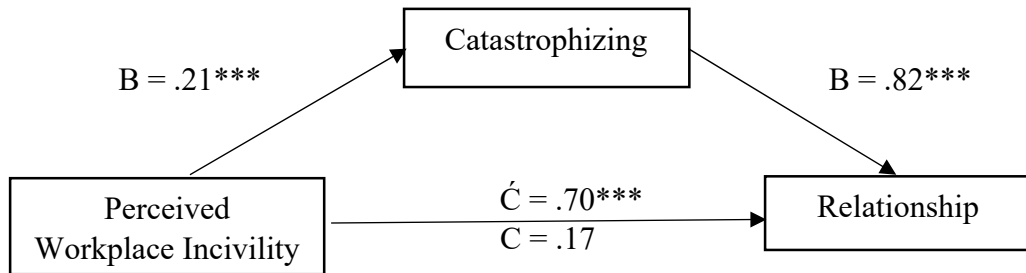 Catastrophizing
B = .21***
B = .82***
Perceived
Workplace Incivility
Ć = .70***
C = .17
Relationship